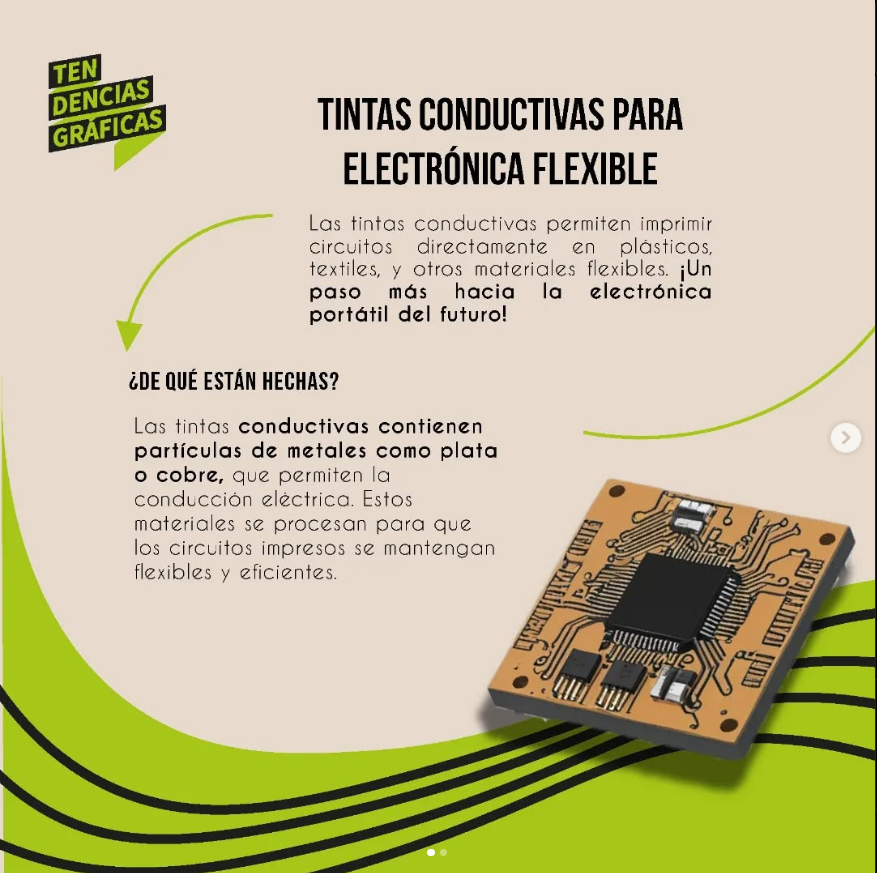 TEN
DENCIAS
GRÁFICAS
TINTAS CONDUCTIVAS PARA
ELECTRÓNICA FLEXIBLE
Las tintas conductivas permiten imprimir
circuitos directamente en plásticos,
textiles, y otros materiales flexibles. ¡Un
paso más hacia la electrónica
portátil del futuro!
¿DE QUÉ ESTÁN HECHAS?
Las tintas conductivas contienen
partículas de metales como plata
o cobre, que permiten la
conducción eléctrica. Estos
materiales se procesan para que
los circuitos impresos se mantengan
flexibles y eficientes.